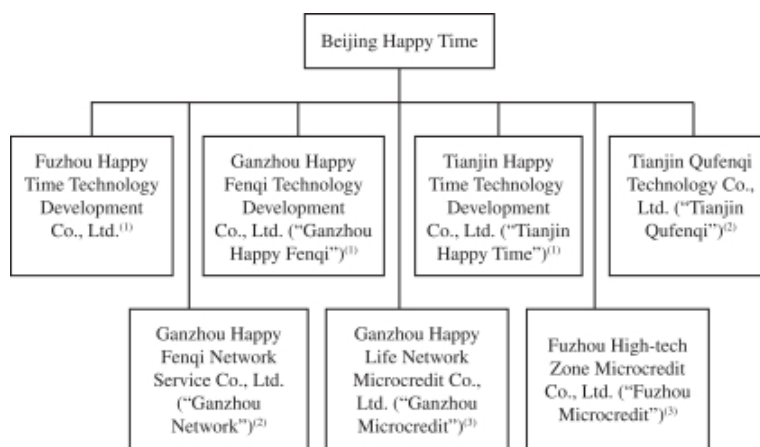 Beijing Happy Time
Fuzhou Happy
Time Technology
Development
Co., Ltd.⁽¹⁾
Ganzhou Happy
Fenqi Technology
Development
Co., Ltd. (“Ganzhou
Happy Fenqi”)⁽¹⁾
Tianjin Happy
Time Technology
Development
Co., Ltd. (“Tianjin
Happy Time”)⁽¹⁾
Tianjin Qufenqi
Technology Co.,
Ltd. (“Tianjin
Qufenqi”)⁽²⁾
Ganzhou Happy
Fenqi Network
Service Co., Ltd.
(“Ganzhou
Network”)⁽²⁾
Ganzhou Happy
Life Network
Microcredit Co.,
Ltd. (“Ganzhou
Microcredit”)⁽³⁾
Fuzhou High-tech
Zone Microcredit
Co., Ltd. (“Fuzhou
Microcredit”)⁽³⁾